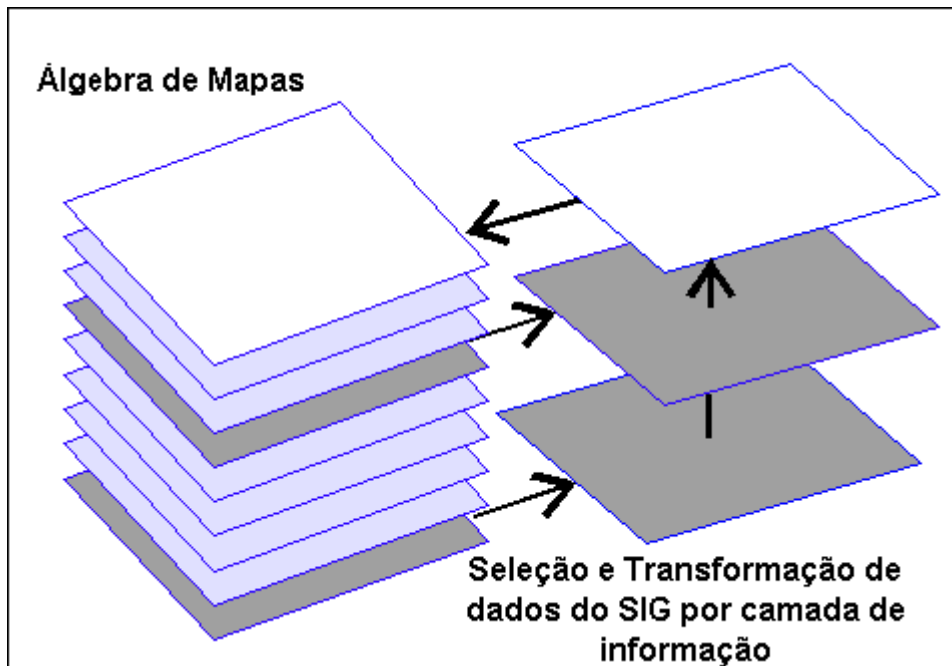 Álgebra de Mapas
Seleção e Transformação de
dados do SIG por camada de
informação